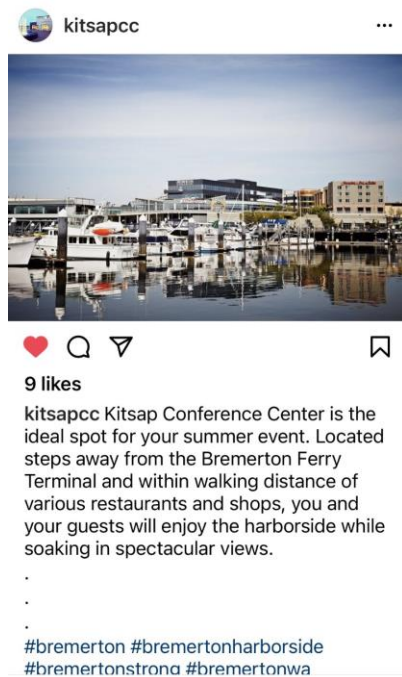 kitsapcc
9 likes
kitsapcc Kitsap Conference Center is the
ideal spot for your summer event. Located
steps away from the Bremerton Ferry
Terminal and within walking distance of
various restaurants and shops, you and
your guests will enjoy the harborside while
soaking in spectacular views.
.
.
.
#bremerton #bremertonharborside
#bremertonstrong #bremertonwa